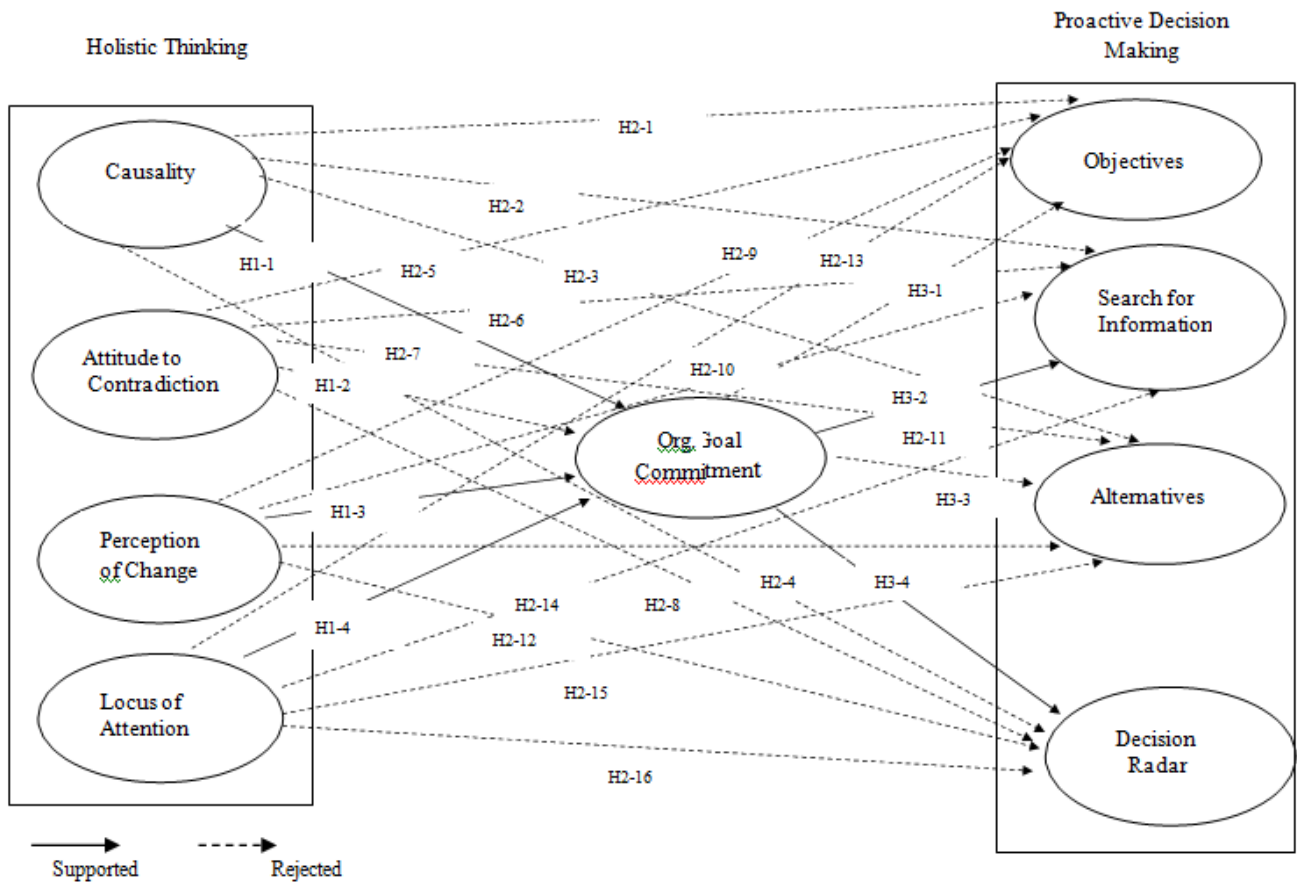 Holistic Thinking
Proactive Decision
Making
Causality
Attitude to
Contradiction
Perception
of Change
Locus of
Attention
Org. Goal
Commitment
Objectives
Search for
Information
Alternatives
Decision
Radar
H2-1
H2-2
H1-1
H2-5
H2-3
H2-9
H2-13
H3-1
H2-6
H2-7
H1-2
H2-10
H3-2
H2-11
H1-3
H3-3
H2-4
H3-4
H2-14
H2-8
H1-4
H2-12
H2-15
H2-16
Supported
Rejected